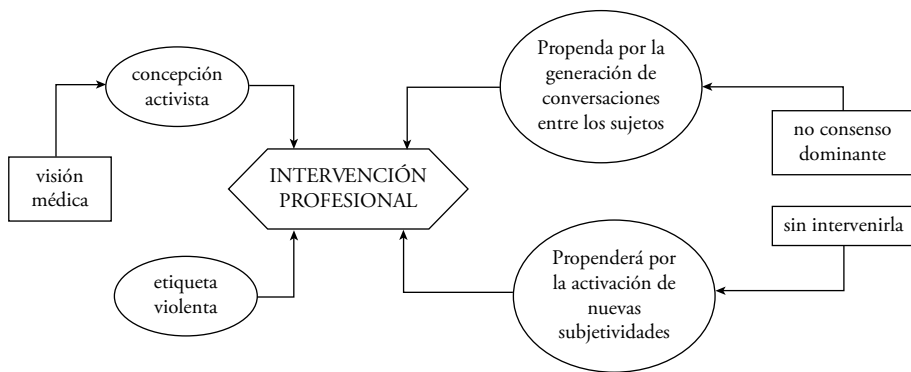 concepción
activista
visión
médica
INTERVENCIÓN
PROFESIONAL
etiqueta
violenta
Propenda por la
generación de
conversaciones
entre los sujetos
no consenso
dominante
sin intervenirla
Propenderá por
la activación de
nuevas
subjetividades